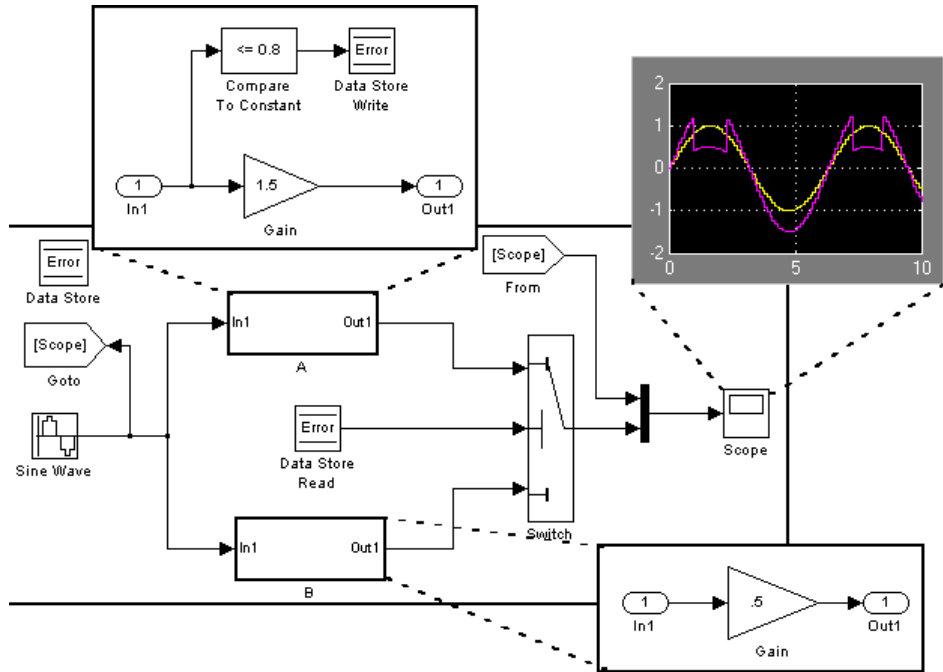 <= 0.8
Error
Compare
To Constant
Data Store
Write
1
In1
1.5
Gain
1
Out1
2
1
0
-1
-2
0
5
10
Error
Data Store
[Scope]
From
[Scope]
Goto
In1
Out1
A
Error
Data Store
Read
Sine Wave
Switch
Scope
In1
Out1
B
1
In1
.5
Gain
1
Out1